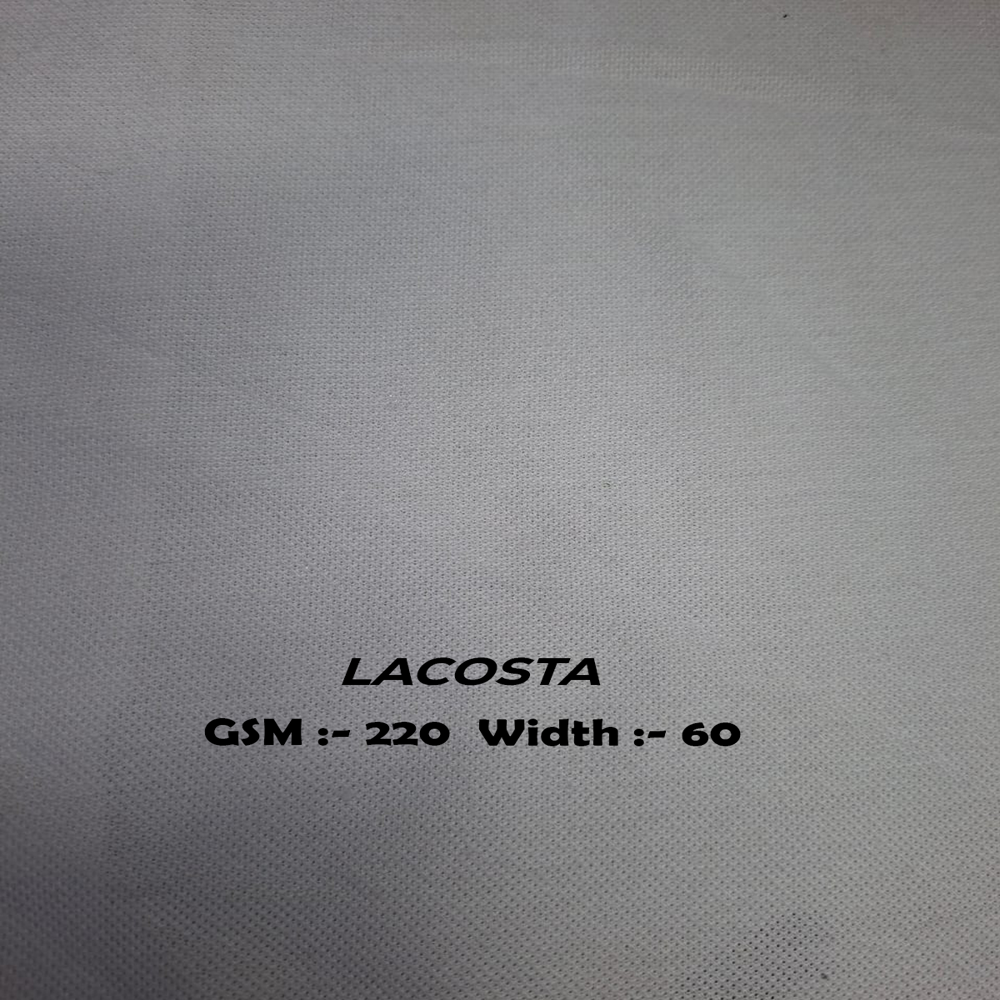 LACOSTA
GSM :- 220 Width :- 60